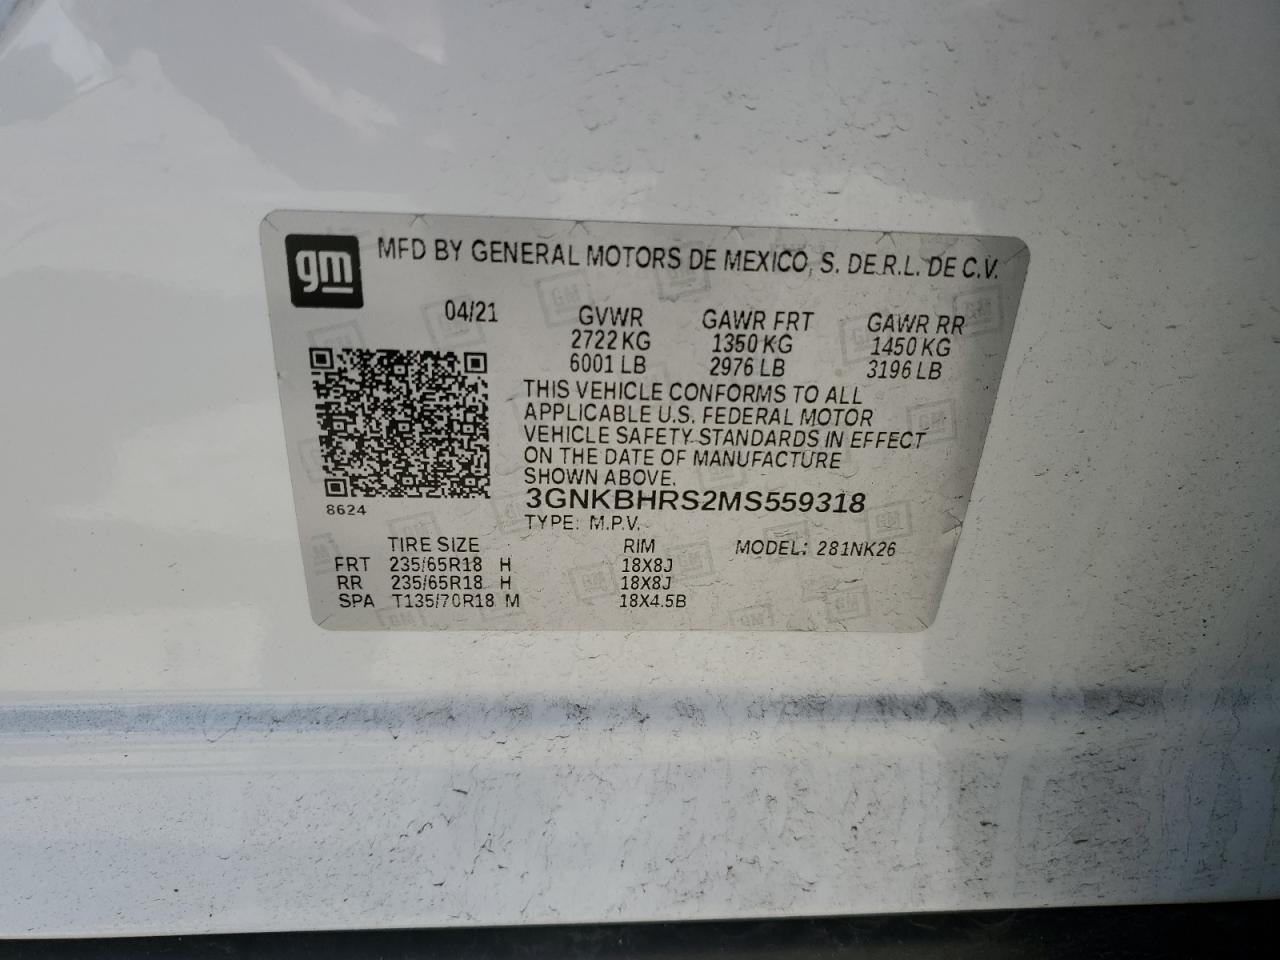 gm MFD BY GENERAL MOTORS DE MEXICO, S. DE.R.L. DE C.V.
04/21 GVWR GAWR FRT GAWR RR
2722 KG 1350 KG 1450 KG
6001 LB 2976 LB 3196 LB
THIS VEHICLE CONFORMS TO ALL
APPLICABLE U.S. FEDERAL MOTOR
VEHICLE SAFETY STANDARDS IN EFFECT
ON THE DATE OF MANUFACTURE
SHOWN ABOVE.
3GNKBHRS2MS559318
8624
TYPE: M.P.V.
TIRE SIZE RIM MODEL: 281NK26
FRT 235/65R18 H 18X8J
RR 235/65R18 H 18X8J
SPA T135/70R18 M 18X4.5B